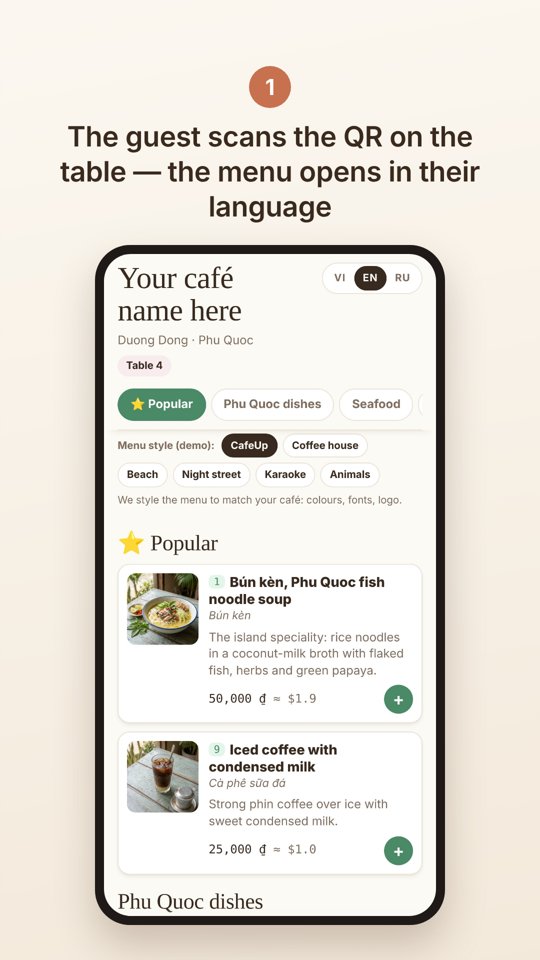 1
The guest scans the QR on the
table — the menu opens in their
language
Your café
name here
VI EN RU
Duong Dong · Phu Quoc
Table 4
⭐ Popular Phu Quoc dishes Seafood
Menu style (demo): CafeUp Coffee house
Beach Night street Karaoke Animals
We style the menu to match your café: colours, fonts, logo.
⭐ Popular
1 Bún kèn, Phu Quoc fish
noodle soup
Bún kèn
The island speciality: rice noodles
in a coconut-milk broth with flaked
fish, herbs and green papaya.
50,000 ₫ ≈ $1.9 +
9 Iced coffee with
condensed milk
Cà phê sữa đá
Strong phin coffee over ice with
sweet condensed milk.
25,000 ₫ ≈ $1.0 +
Phu Quoc dishes